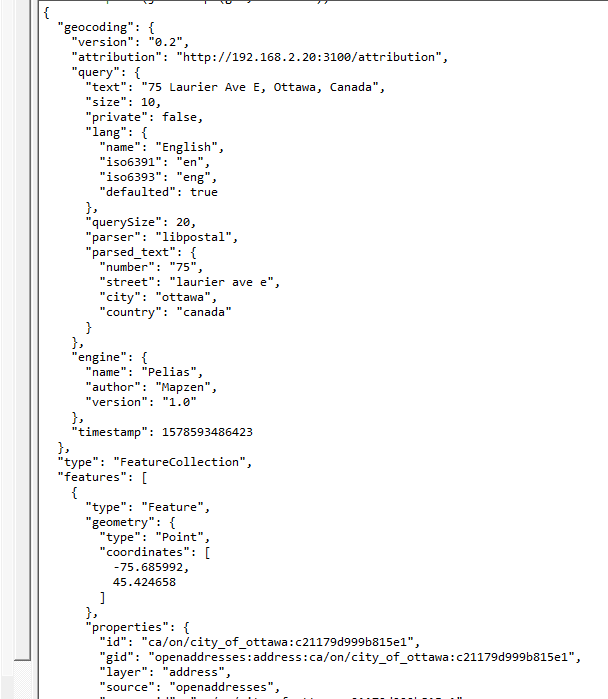 {
"geocoding": {
"version": "0.2",
"attribution": "http://192.168.2.20:3100/attribution",
"query": {
"text": "75 Laurier Ave E, Ottawa, Canada",
"size": 10,
"private": false,
"lang": {
"name": "English",
"iso6391": "en",
"iso6393": "eng",
"defaulted": true
},
"querySize": 20,
"parser": "libpostal",
"parsed_text": {
"number": "75",
"street": "laurier ave e",
"city": "ottawa",
"country": "canada"
}
},
"engine": {
"name": "Pelias",
"author": "Mapzen",
"version": "1.0"
},
"timestamp": 1578593486423
},
"type": "FeatureCollection",
"features": [
{
"type": "Feature",
"geometry": {
"type": "Point",
"coordinates": [
-75.685992,
45.424658
]
},
"properties": {
"id": "ca/on/city_of_ottawa:c21179d999b815e1",
"gid": "openaddresses:address:ca/on/city_of_ottawa:c21179d999b815e1",
"layer": "address",
"source": "openaddresses",